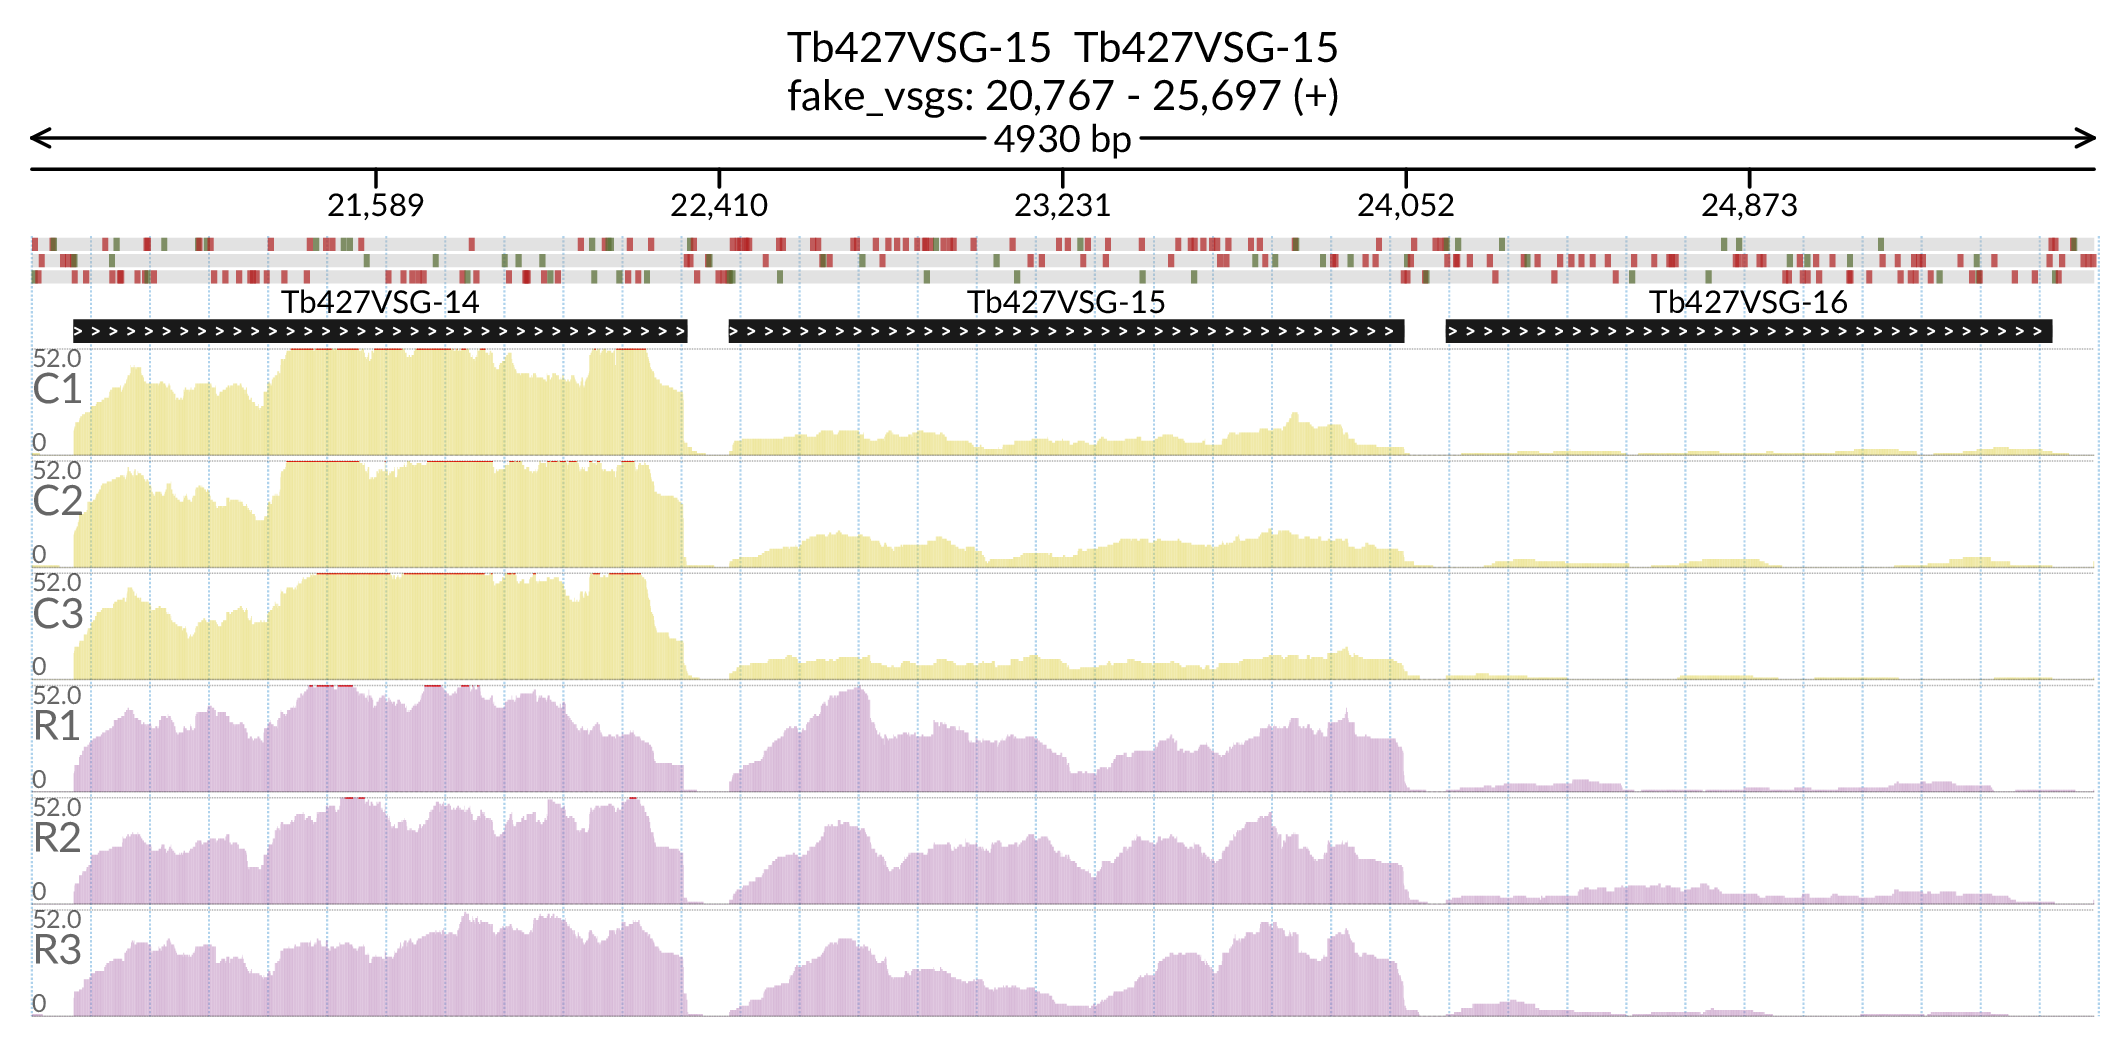 Tb427VSG-15 Tb427VSG-15
fake_vsgs: 20,767 - 25,697 (+)
4930 bp
21,589 22,410 23,231 24,052 24,873
Tb427VSG-14 Tb427VSG-15 Tb427VSG-16
52.0
C1
0
52.0
C2
0
52.0
C3
0
52.0
R1
0
52.0
R2
0
52.0
R3
0